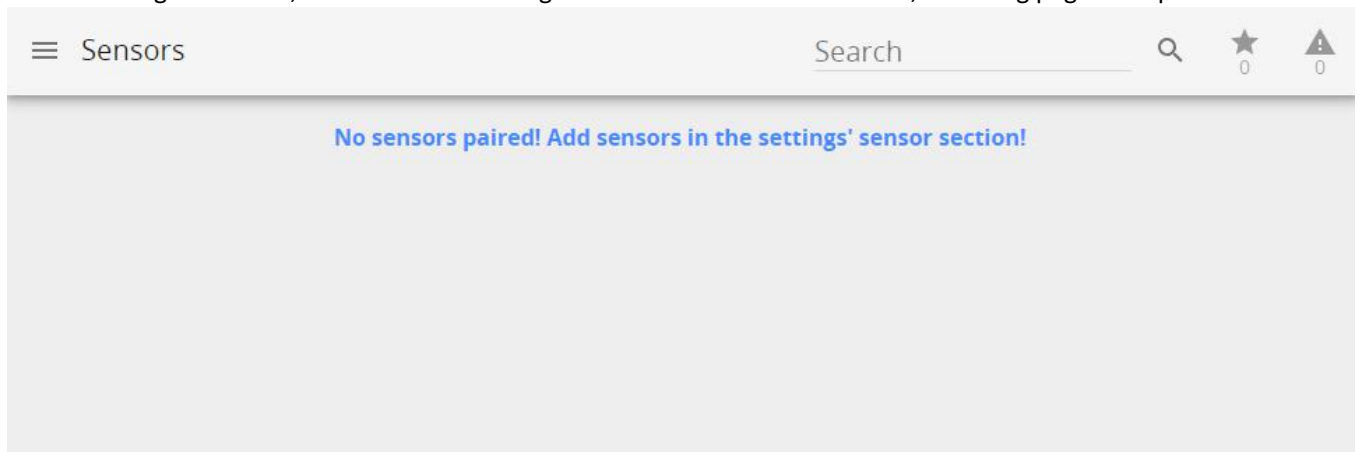 Sensors
Search
0
0
No sensors paired! Add sensors in the settings' sensor section!